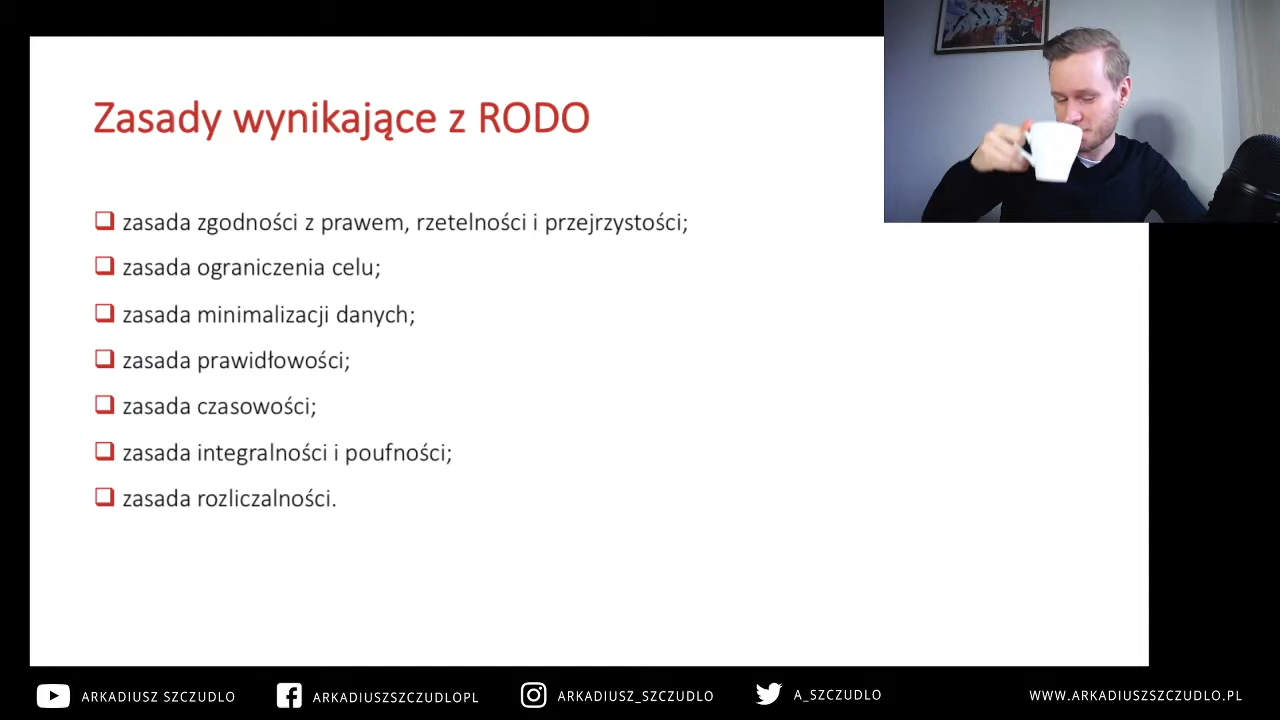 Zasady wynikające z RODO
zasada zgodności z prawem, rzetelności i przejrzystości;
zasada ograniczenia celu;
zasada minimalizacji danych;
zasada prawidłowości;
zasada czasowości;
zasada integralności i poufności;
zasada rozliczalności.
ARKADIUSZ SZCZUDLO
ARKADIUSZSZCZUDLOPL
ARKADIUSZ_SZCZUDLO
A_SZCZUDLO
WWW.ARKADIUSZSZCZUDLO.PL